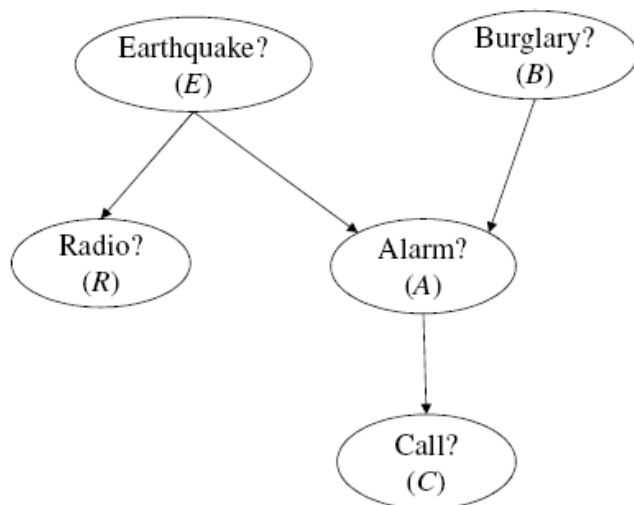 Earthquake?
(E)
Burglary?
(B)
Radio?
(R)
Alarm?
(A)
Call?
(C)